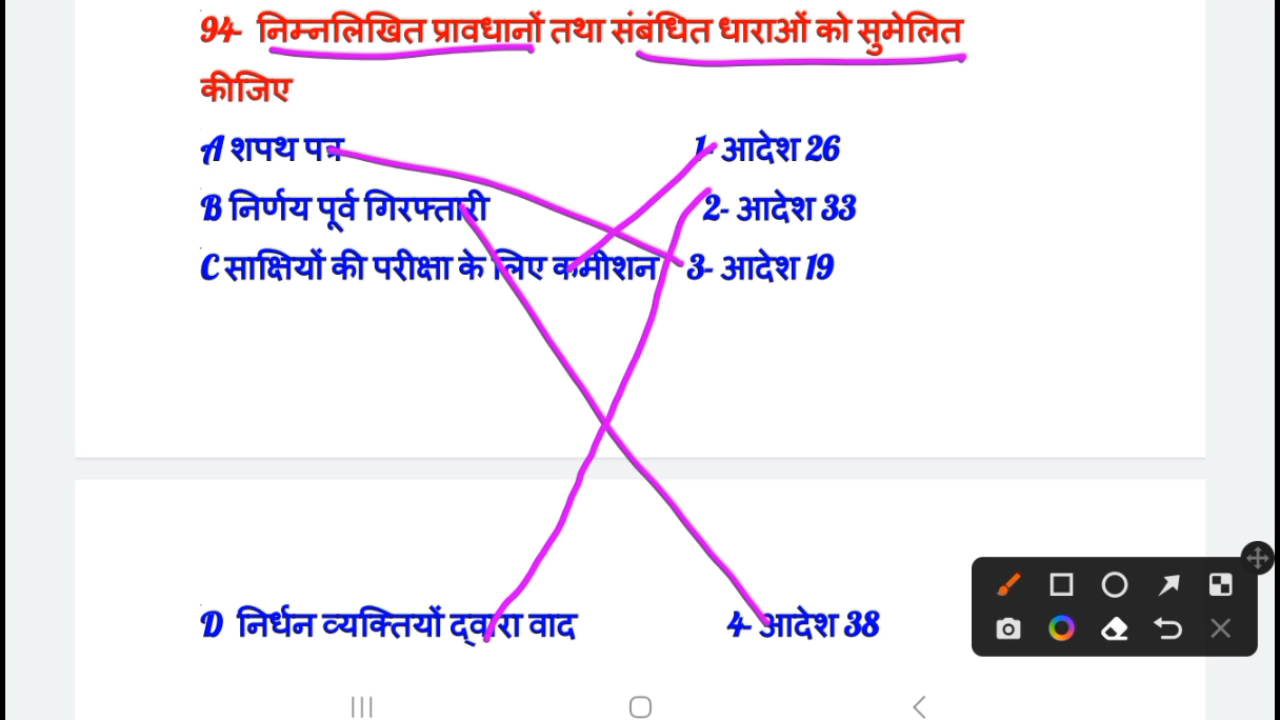 94- निम्नलिखित प्रावधानों तथा संबंधित धाराओं को सुमेलित
कीजिए
A शपथ पत्र 1- आदेश 26
B निर्णय पूर्व गिरफ्तारी 2- आदेश 33
C साक्षियों की परीक्षा के लिए कमीशन 3- आदेश 19
D निर्धन व्यक्तियों द्वारा वाद 4- आदेश 38